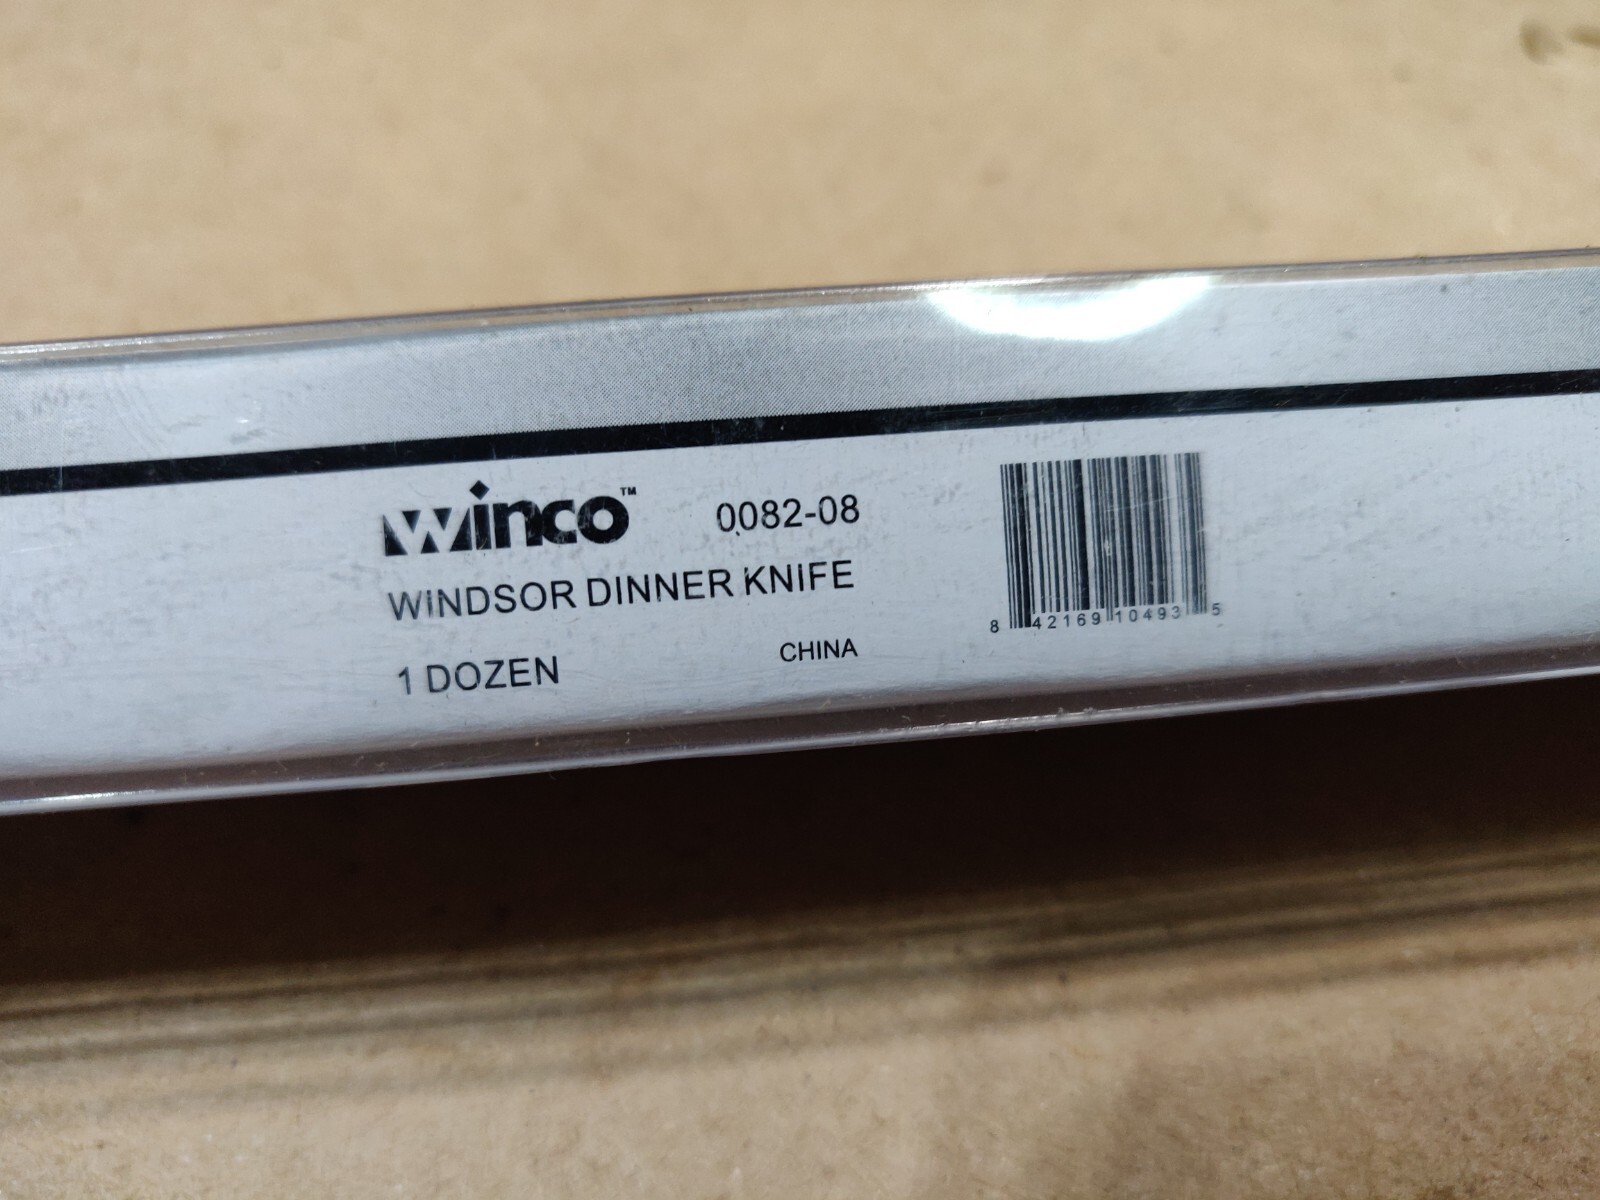 winco™ 0082-08
WINDSOR DINNER KNIFE
1 DOZEN CHINA
8 42169 10493 5